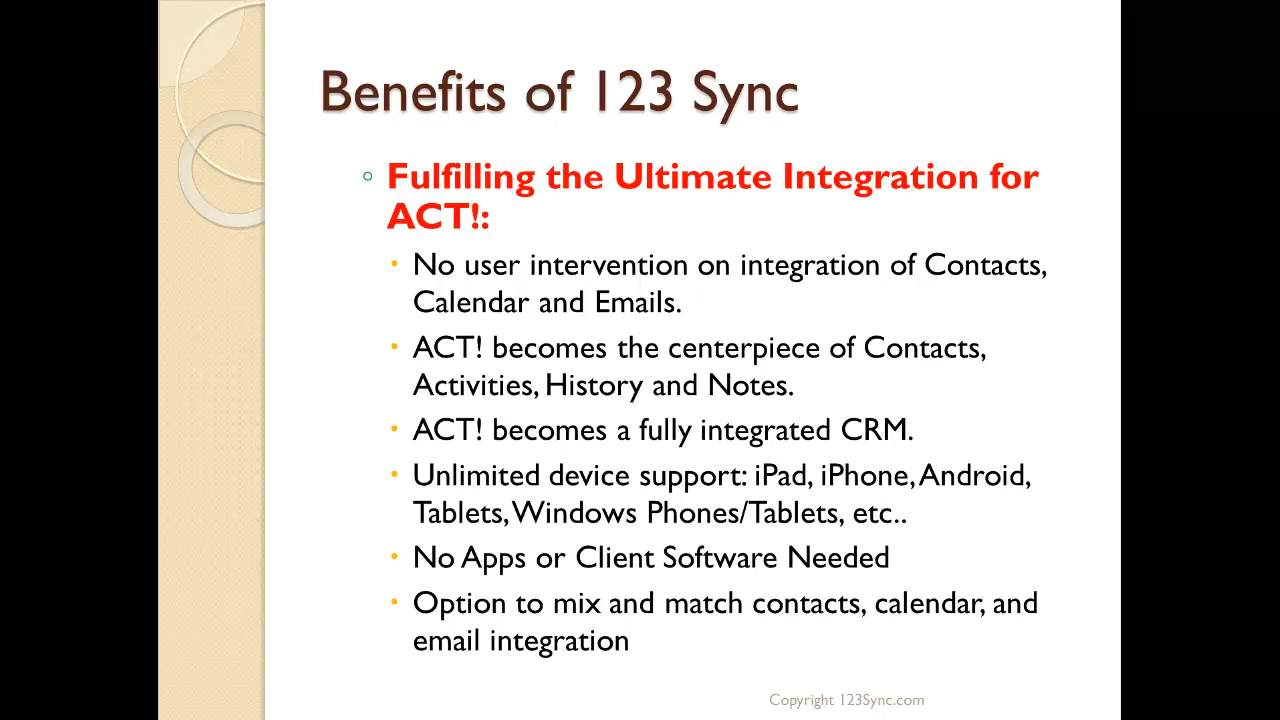 Benefits of 123 Sync
Fulfilling the Ultimate Integration for
ACT!:
No user intervention on integration of Contacts,
Calendar and Emails.
ACT! becomes the centerpiece of Contacts,
Activities, History and Notes.
ACT! becomes a fully integrated CRM.
Unlimited device support: iPad, iPhone, Android,
Tablets, Windows Phones/Tablets, etc..
No Apps or Client Software Needed
Option to mix and match contacts, calendar, and
email integration
Copyright 123Sync.com